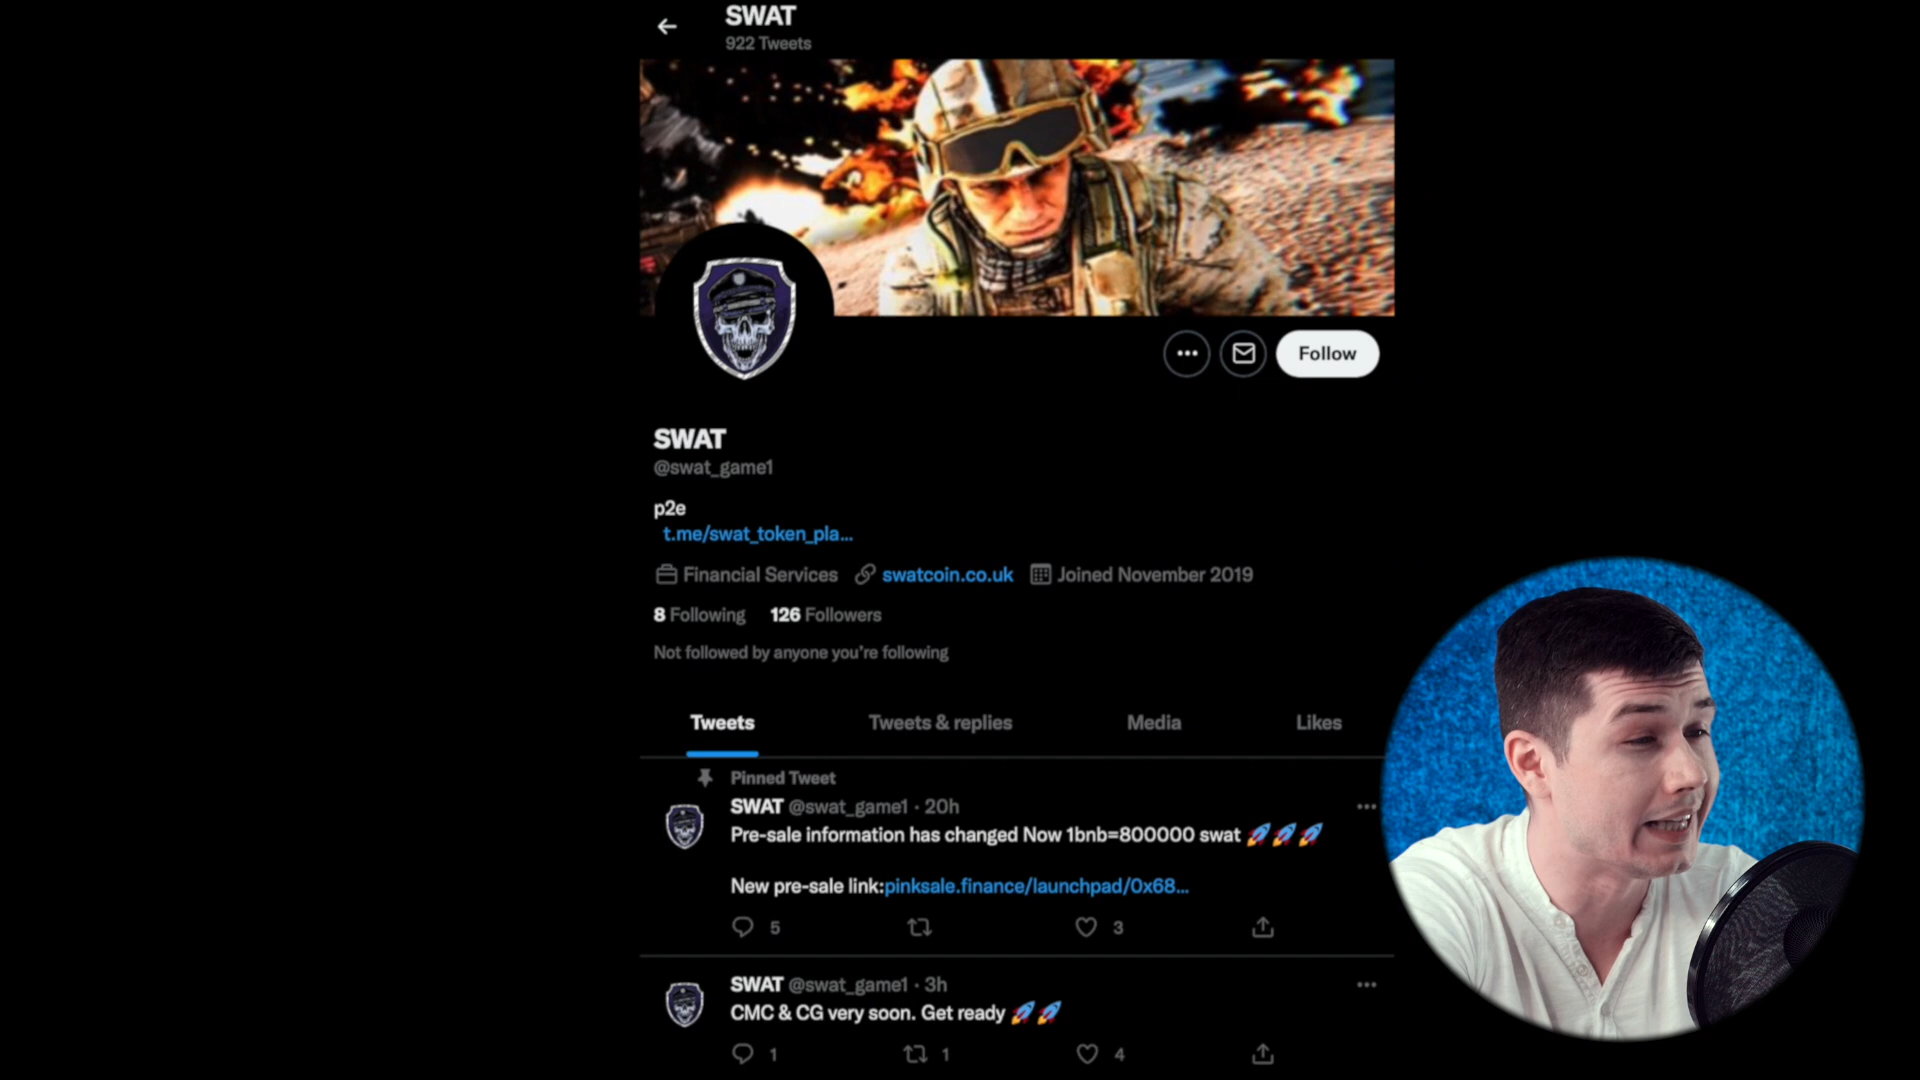 SWAT
922 Tweets
Follow
SWAT
@swat_game1
p2e
t.me/swat_token_pla...
Financial Services swatcoin.co.uk Joined November 2019
8 Following 126 Followers
Not followed by anyone you're following
Tweets Tweets & replies Media Likes
Pinned Tweet
SWAT @swat_game1 · 20h
Pre-sale information has changed Now 1bnb=800000 swat 🚀🚀🚀
New pre-sale link:pinksale.finance/launchpad/0x68...
5 3
SWAT @swat_game1 · 3h
CMC & CG very soon. Get ready 🚀🚀
1 1 4